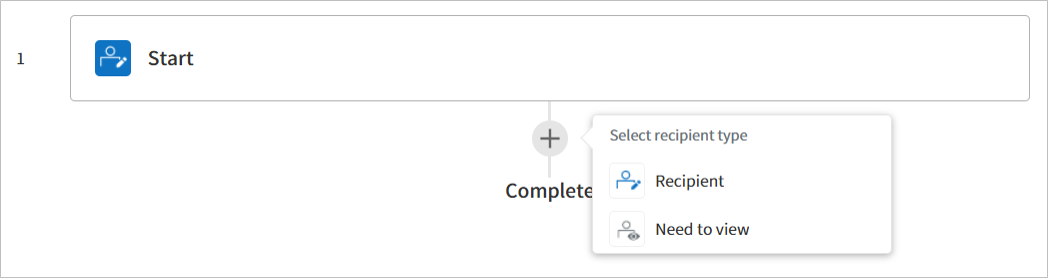 1
Start
Select recipient type
Recipient
Complete
Need to view